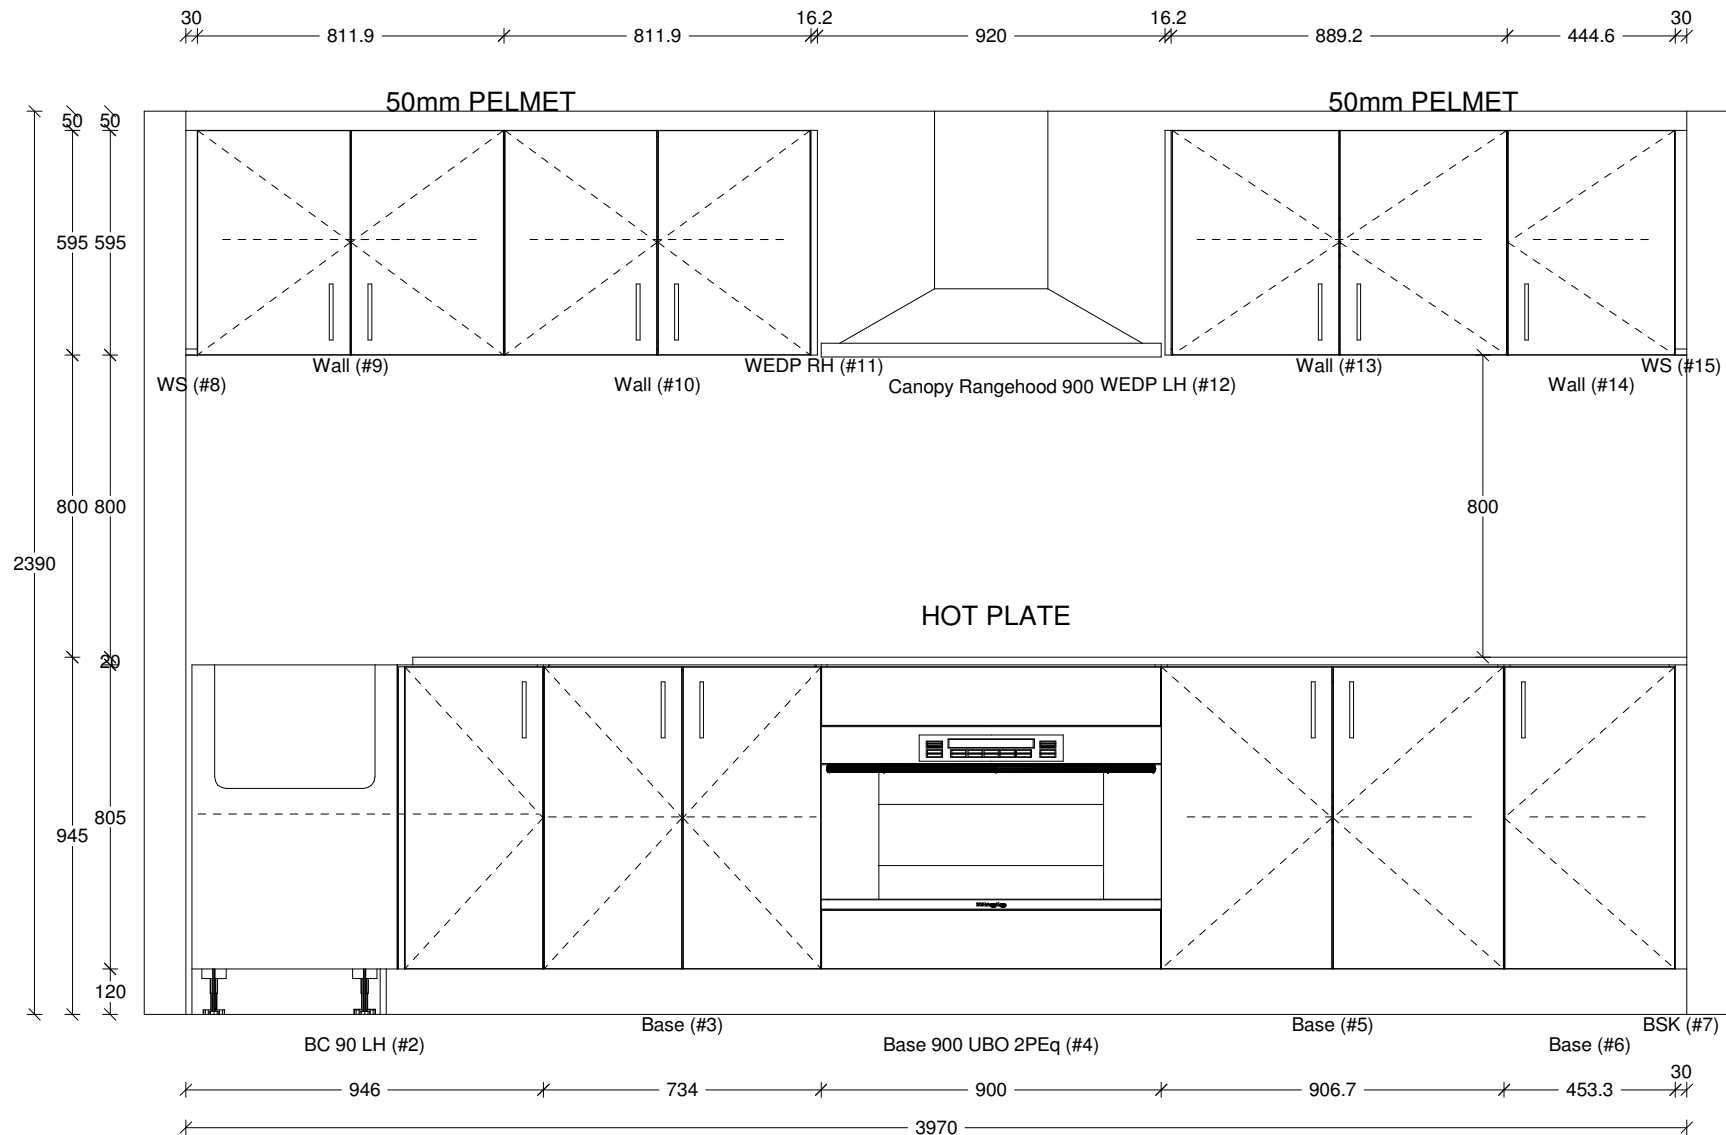 30 16.2 16.2 30
811.9 811.9 920 889.2 444.6
50mm PELMET 50mm PELMET
50 50
595 595
Wall (#9) WEDP RH (#11) Wall (#13) WS (#15)
WS (#8) Wall (#10) Canopy Rangehood 900 WEDP LH (#12) Wall (#14)
800 800 800
2390
HOT PLATE
20
945 805
120
Base (#3) Base (#5) BSK (#7)
BC 90 LH (#2) Base 900 UBO 2PEq (#4) Base (#6)
30
946 734 900 906.7 453.3
3970